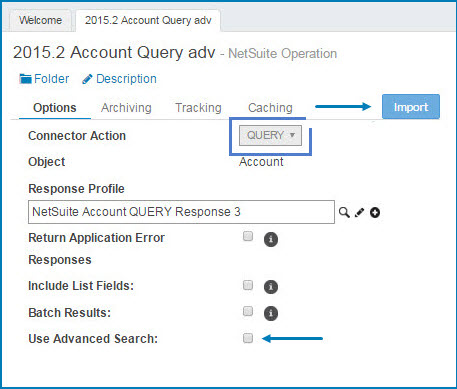 Welcome
2015.2 Account Query adv
2015.2 Account Query adv - NetSuite Operation
Folder
Description
Options
Archiving
Tracking
Caching
Import
Connector Action
QUERY
Object
Account
Response Profile
NetSuite Account QUERY Response 3
Return Application Error
Responses
Include List Fields:
Batch Results:
Use Advanced Search: